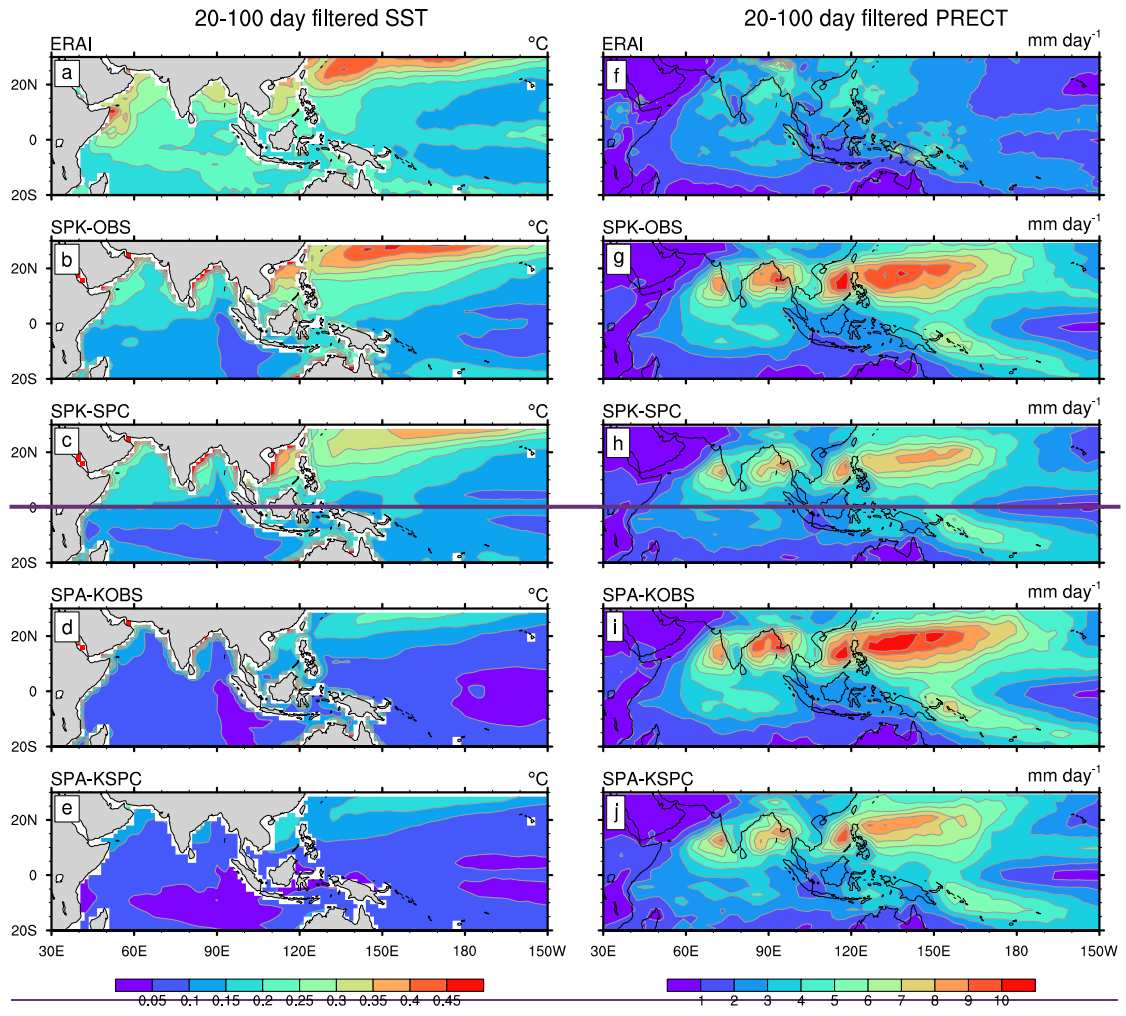 20-100 day filtered SST 20-100 day filtered PRECT
ERAI °C ERAI mm day-1
a f
20N
0
20S
SPK-OBS °C SPK-OBS mm day-1
b g
20N
0
20S
SPK-SPC °C SPK-SPC mm day-1
c h
20N
0
20S
SPA-KOBS °C SPA-KOBS mm day-1
d i
20N
0
20S
SPA-KSPC °C SPA-KSPC mm day-1
e j
20N
0
20S
30E 60E 90E 120E 150E 180 150W 30E 60E 90E 120E 150E 180 150W
0.05 0.1 0.15 0.2 0.25 0.3 0.35 0.4 0.45 1 2 3 4 5 6 7 8 9 10